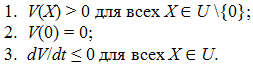 1. V(X) > 0 для всех X ∈ U \{0};
2. V(0) = 0;
3. dV/dt ≤ 0 для всех X ∈ U.